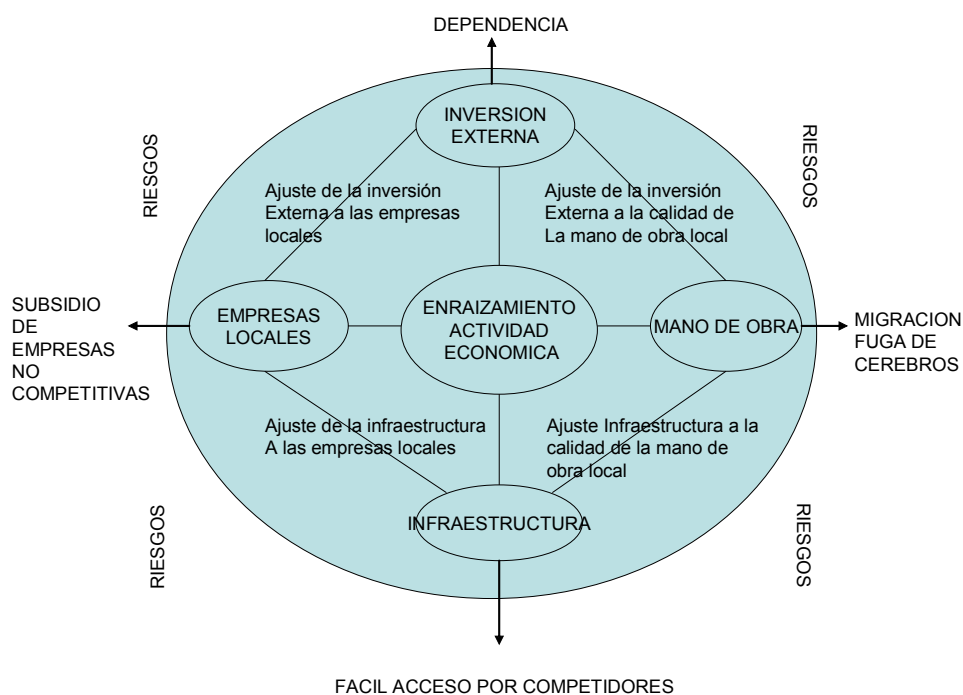 DEPENDENCIA
INVERSION
EXTERNA
RIESGOS
RIESGOS
Ajuste de la inversión
Externa a las empresas
locales
Ajuste de la inversión
Externa a la calidad de
La mano de obra local
SUBSIDIO
DE
EMPRESAS
NO
COMPETITIVAS
EMPRESAS
LOCALES
ENRAIZAMIENTO
ACTIVIDAD
ECONOMICA
MANO DE OBRA
MIGRACION
FUGA DE
CEREBROS
Ajuste de la infraestructura
A las empresas locales
Ajuste Infraestructura a la
calidad de la mano de
obra local
INFRAESTRUCTURA
RIESGOS
RIESGOS
FACIL ACCESO POR COMPETIDORES